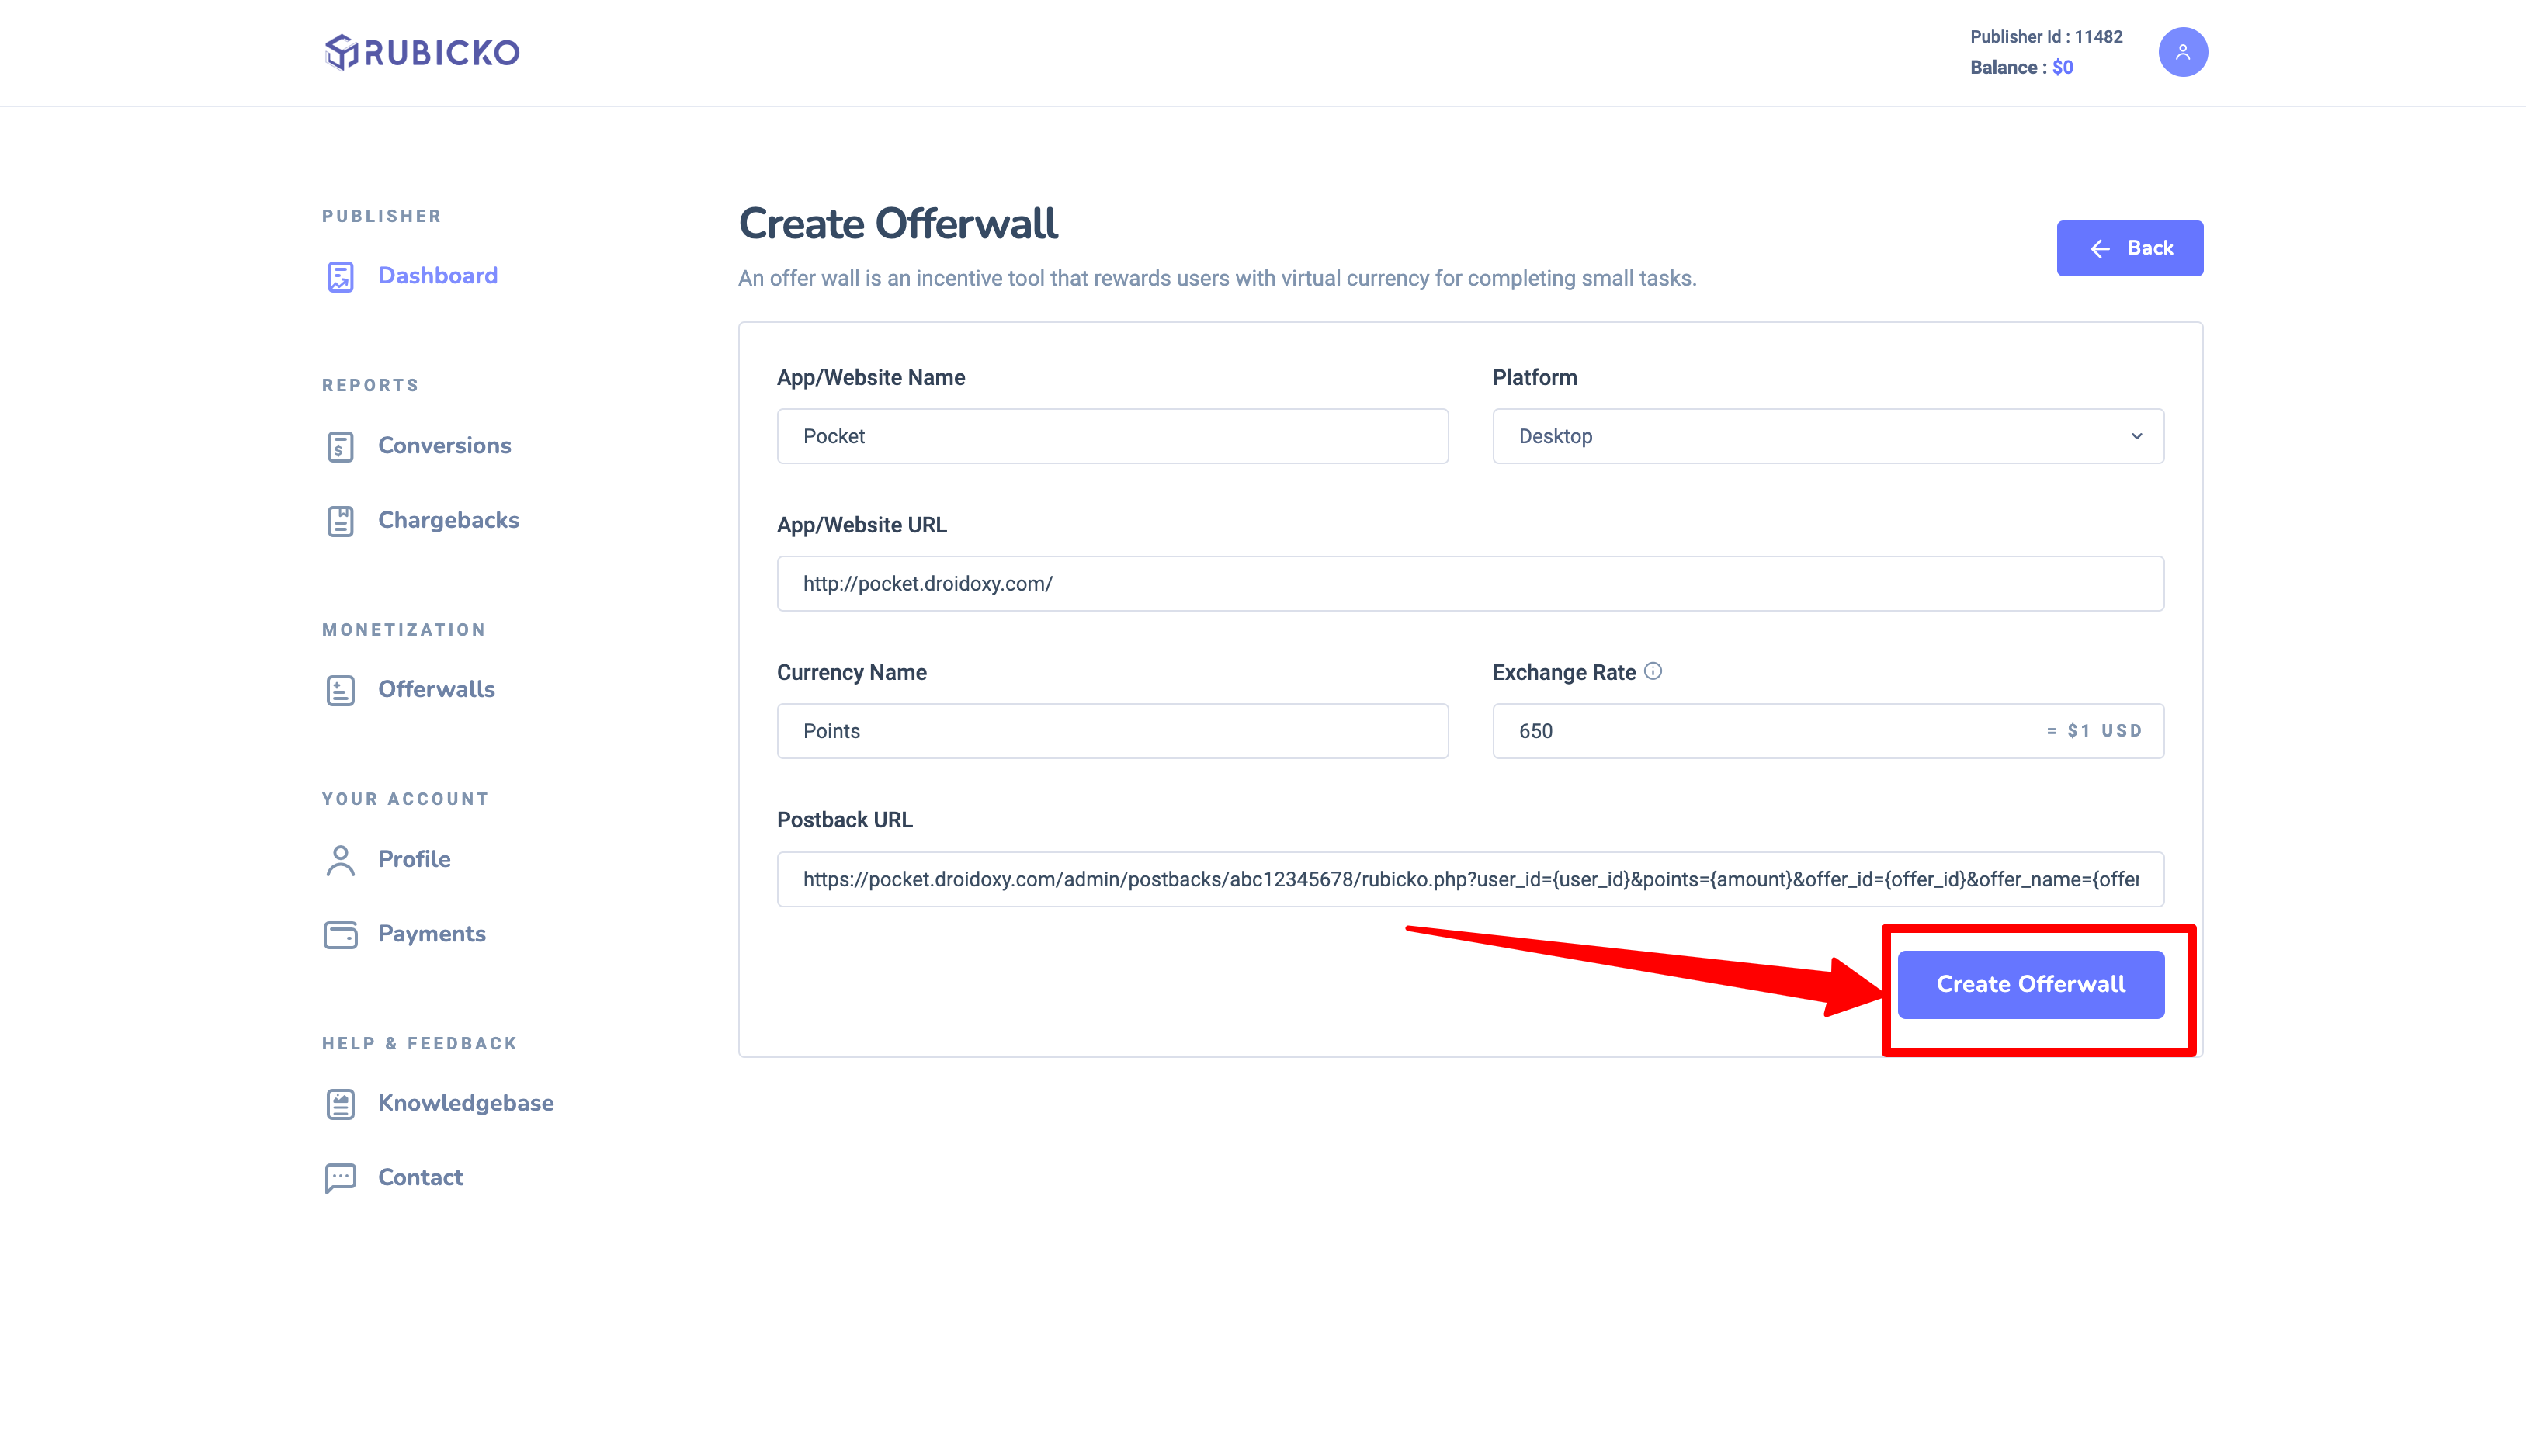 RUBICKO
Publisher Id : 11482
Balance : $0
PUBLISHER
Dashboard
REPORTS
Conversions
Chargebacks
MONETIZATION
Offerwalls
YOUR ACCOUNT
Profile
Payments
HELP & FEEDBACK
Knowledgebase
Contact
Create Offerwall
An offer wall is an incentive tool that rewards users with virtual currency for completing small tasks.
Back
App/Website Name
Platform
Pocket
Desktop
App/Website URL
http://pocket.droidoxy.com/
Currency Name
Exchange Rate
Points
650
= $1 USD
Postback URL
https://pocket.droidoxy.com/admin/postbacks/abc12345678/rubicko.php?user_id={user_id}&points={amount}&offer_id={offer_id}&offer_name={offer
Create Offerwall